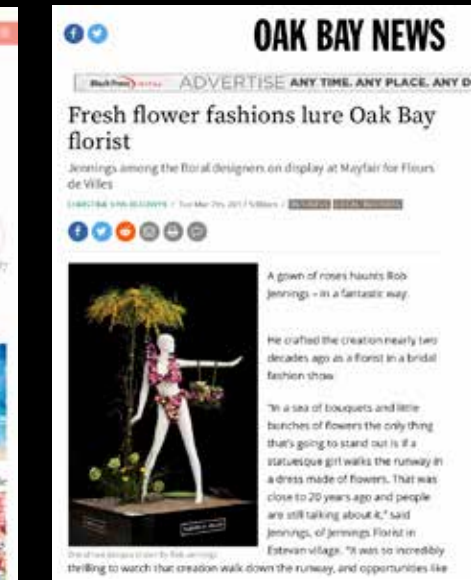 OAK BAY NEWS
ADVERTISE ANY TIME. ANY PLACE. ANY D
Fresh flower fashions lure Oak Bay
florist
Jennings among the floral designers on display at Mayfair for Fleurs
de Villes
A gown of roses haunts Rob
Jennings – in a fantastic way.
He crafted the creation nearly two
decades ago as a florist in a bridal
fashion show.
"In a sea of bouquets and little
bunches of flowers the only thing
that's going to stand out is if a
statuesque girl walks the runway in
a dress made of flowers. That was
close to 20 years ago and people
are still talking about it," said
Jennings, of Jennings Florist in
Estevan village. "It was so incredibly
thrilling to watch that creation walk down the runway, and opportunities like